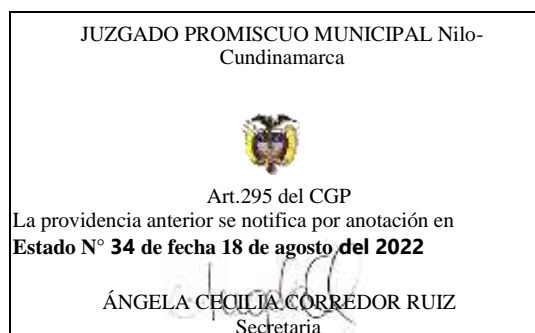 JUZGADO PROMISCUO MUNICIPAL Nilo-
Cundinamarca
Art.295 del CGP
La providencia anterior se notifica por anotación en
Estado N° 34 de fecha 18 de agosto del 2022
ÁNGELA CECILIA CORREDOR RUIZ
Secretaria